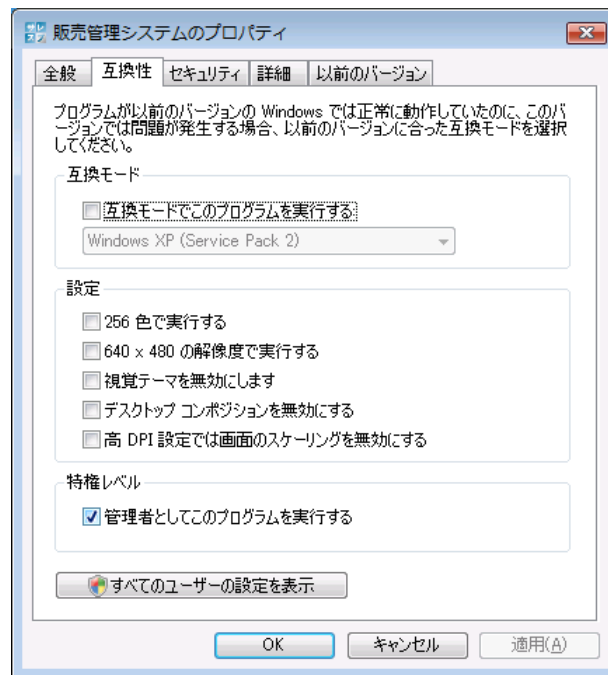 販売管理システムのプロパティ
全般 互換性 セキュリティ 詳細 以前のバージョン
プログラムが以前のバージョンの Windows では正常に動作していたのに、このバ
ージョンでは問題が発生する場合、以前のバージョンに合った互換モードを選択
してください。
互換モード
互換モードでこのプログラムを実行する
Windows XP (Service Pack 2)
設定
256 色で実行する
640 x 480 の解像度で実行する
視覚テーマを無効にします
デスクトップ コンポジションを無効にする
高 DPI 設定では画面のスケーリングを無効にする
特権レベル
管理者としてこのプログラムを実行する
すべてのユーザーの設定を表示
OK キャンセル 適用(A)